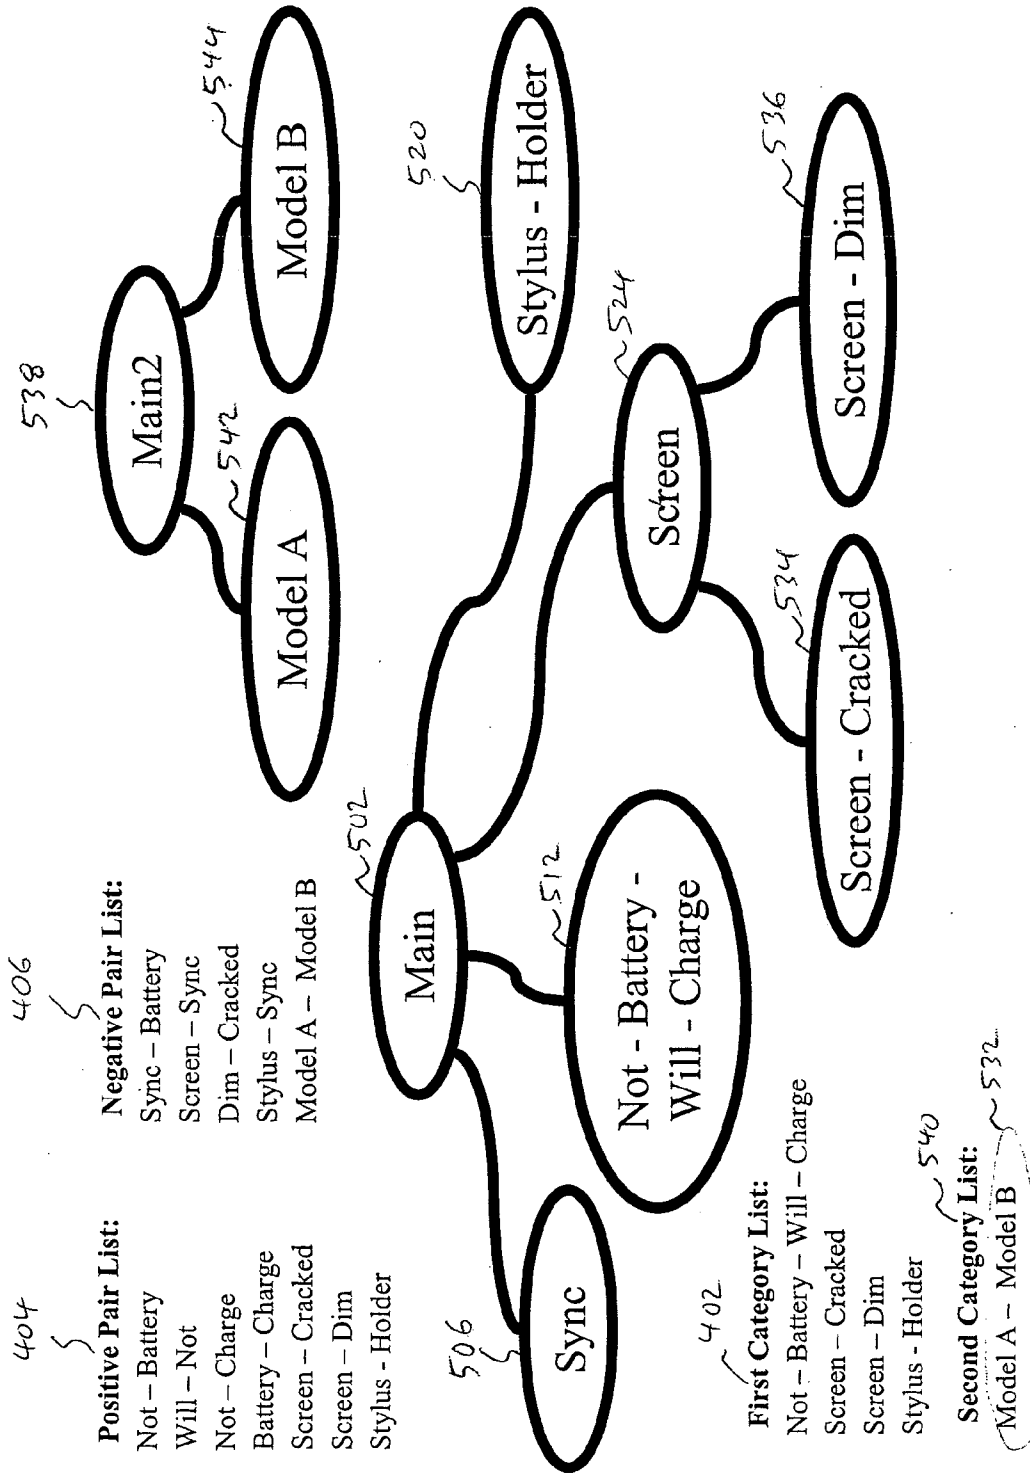 404
Positive Pair List:
Not – Battery
Will – Not
Not – Charge
Battery – Charge
Screen – Cracked
Screen – Dim
Stylus - Holder
406
Negative Pair List:
Sync – Battery
Screen – Sync
Dim – Cracked
Stylus – Sync
Model A – Model B
538
Main2
542
Model A
544
Model B
502
Main
506
Sync
512
Not - Battery -
Will - Charge
520
Stylus - Holder
524
Screen
534
Screen - Cracked
536
Screen - Dim
402
First Category List:
Not – Battery – Will – Charge
Screen – Cracked
Screen – Dim
Stylus – Holder
540
Second Category List:
Model A – Model B
532